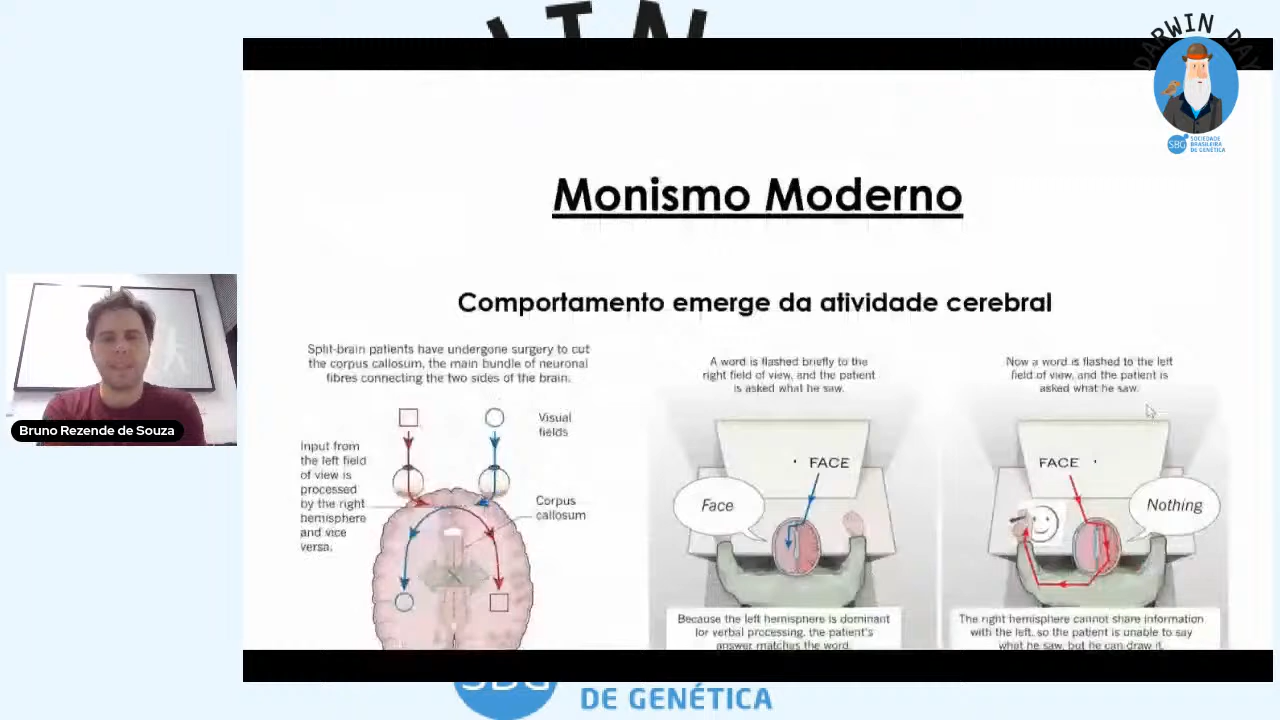 DARWIN DAY
SBG
SOCIEDADE
BRASILEIRA
DE GENÉTICA
Monismo Moderno
Comportamento emerge da atividade cerebral
Split-brain patients have undergone surgery to cut
the corpus callosum, the main bundle of neuronal
fibres connecting the two sides of the brain.
Visual
fields
Input from
the left field
of view is
processed
by the right
hemisphere
and vice
versa.
Corpus
callosum
A word is flashed briefly to the
right field of view, and the patient
is asked what he saw.
· FACE
Face
Because the left hemisphere is dominant
for verbal processing, the patient's
answer matches the word.
Now a word is flashed to the left
field of view, and the patient is
asked what he saw.
FACE ·
Nothing
The right hemisphere cannot share information
with the left, so the patient is unable to say
what he saw, but he can draw it.
Bruno Rezende de Souza
SBG
DE GENÉTICA